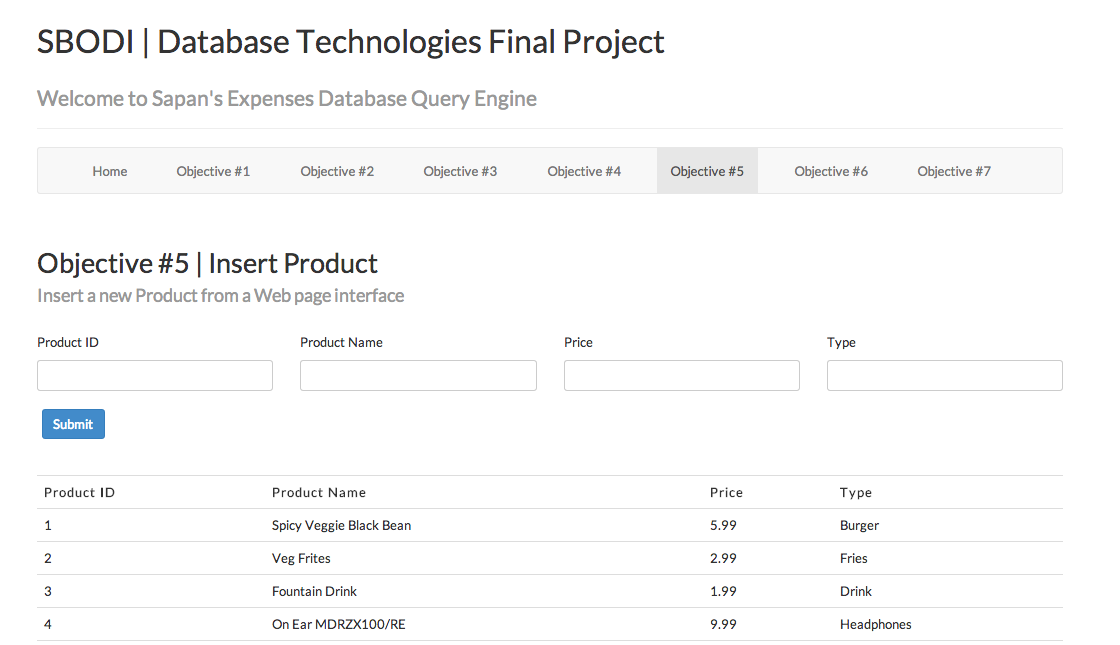 SBODI | Database Technologies Final Project
Welcome to Sapan's Expenses Database Query Engine
Home Objective #1 Objective #2 Objective #3 Objective #4 Objective #5 Objective #6 Objective #7
Objective #5 | Insert Product
Insert a new Product from a Web page interface
Product ID Product Name Price Type
Submit
Product ID Product Name Price Type
1 Spicy Veggie Black Bean 5.99 Burger
2 Veg Frites 2.99 Fries
3 Fountain Drink 1.99 Drink
4 On Ear MDRZX100/RE 9.99 Headphones